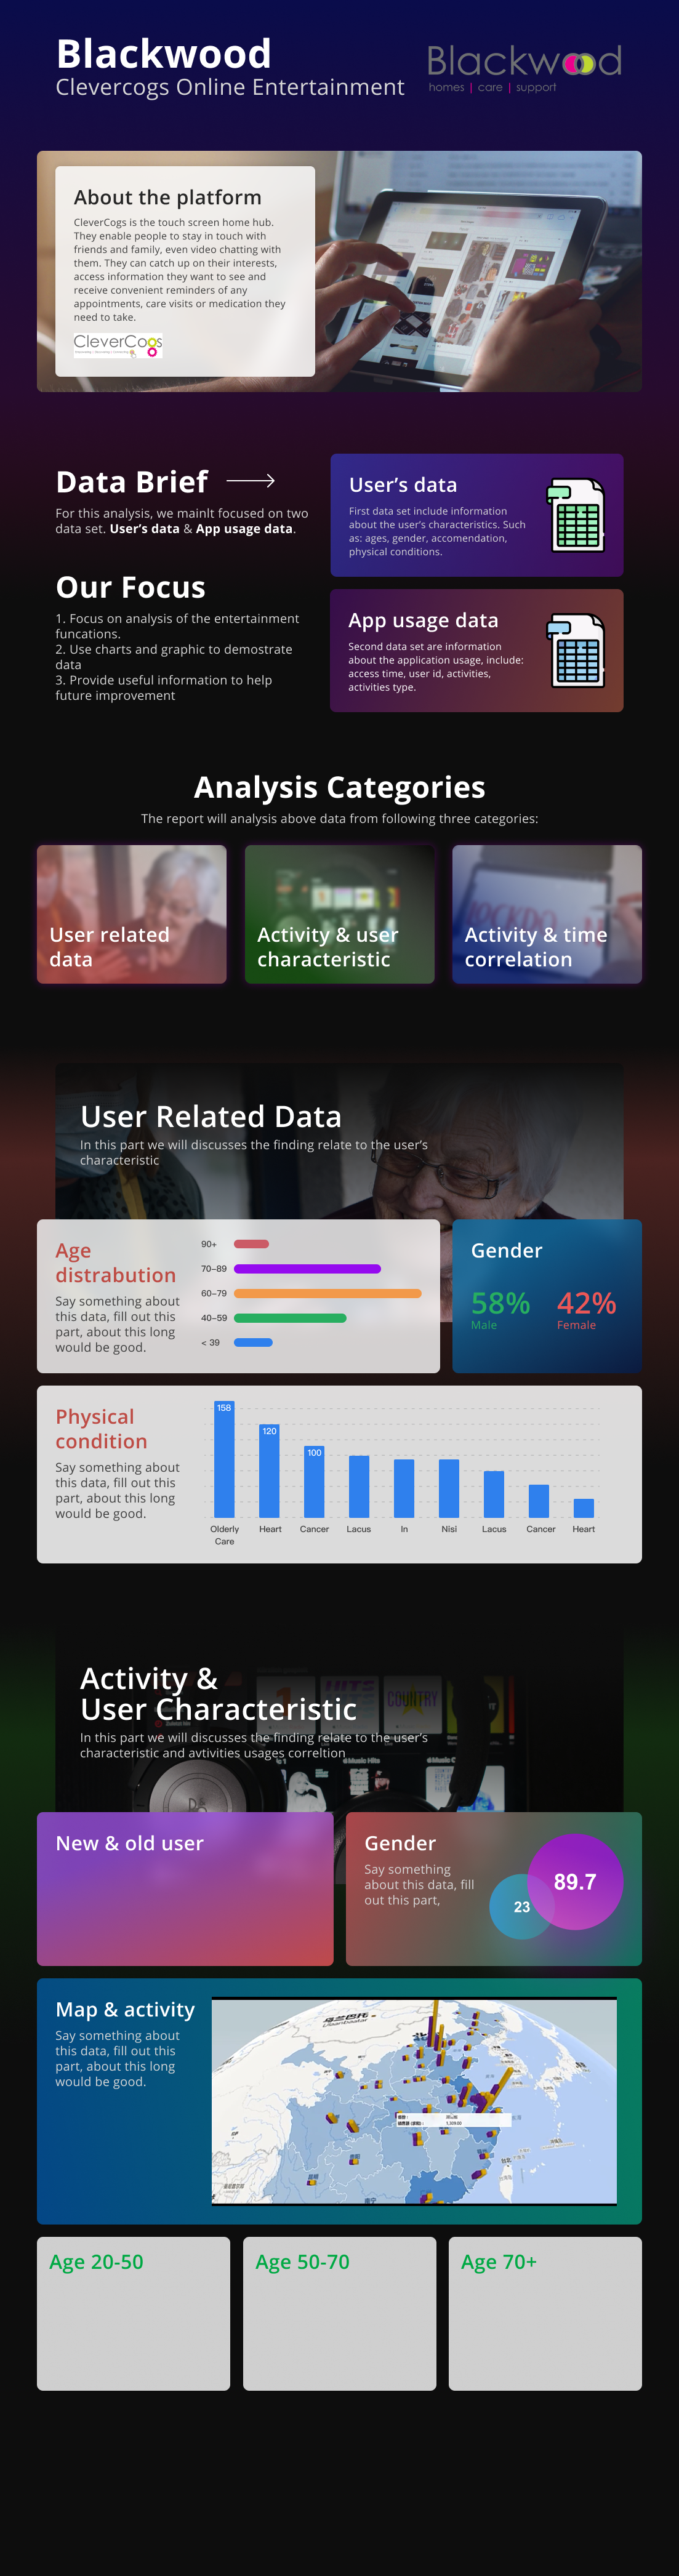 Blackwood
Clevercogs Online Entertainment
Blackwood
homes | care | support
About the platform
CleverCogs is the touch screen home hub.
They enable people to stay in touch with
friends and family, even video chatting with
them. They can catch up on their interests,
access information they want to see and
receive convenient reminders of any
appointments, care visits or medication they
need to take.
CleverCogs
Data Brief
For this analysis, we mainlt focused on two
data set. User’s data & App usage data.
Our Focus
1. Focus on analysis of the entertainment
funcations.
2. Use charts and graphic to demostrate
data
3. Provide useful information to help
future improvement
User’s data
First data set include information
about the user’s characteristics. Such
as: ages, gender, accomendation,
physical conditions.
App usage data
Second data set are information
about the application usage, include:
access time, user id, activities,
activities type.
Analysis Categories
The report will analysis above data from following three categories:
User related
data
Activity & user
characteristic
Activity & time
correlation
User Related Data
In this part we will discusses the finding relate to the user’s
characteristic
Age
distrabution
Say something about
this data, fill out this
part, about this long
would be good.
90+
70–89
60–79
40–59
< 39
Gender
58%
Male
42%
Female
Physical
condition
Say something about
this data, fill out this
part, about this long
would be good.
158
120
100
Olderly
Care
Heart
Cancer
Lacus
In
Nisi
Lacus
Cancer
Heart
Activity &
User Characteristic
In this part we will discusses the finding relate to the user’s
characteristic and avtivities usages correltion
HITS
COUNTRY
New & old user
Gender
Say something
about this data, fill
out this part,
23
89.7
Map & activity
Say something about
this data, fill out this
part, about this long
would be good.
乌兰巴托
Age 20-50
Age 50-70
Age 70+